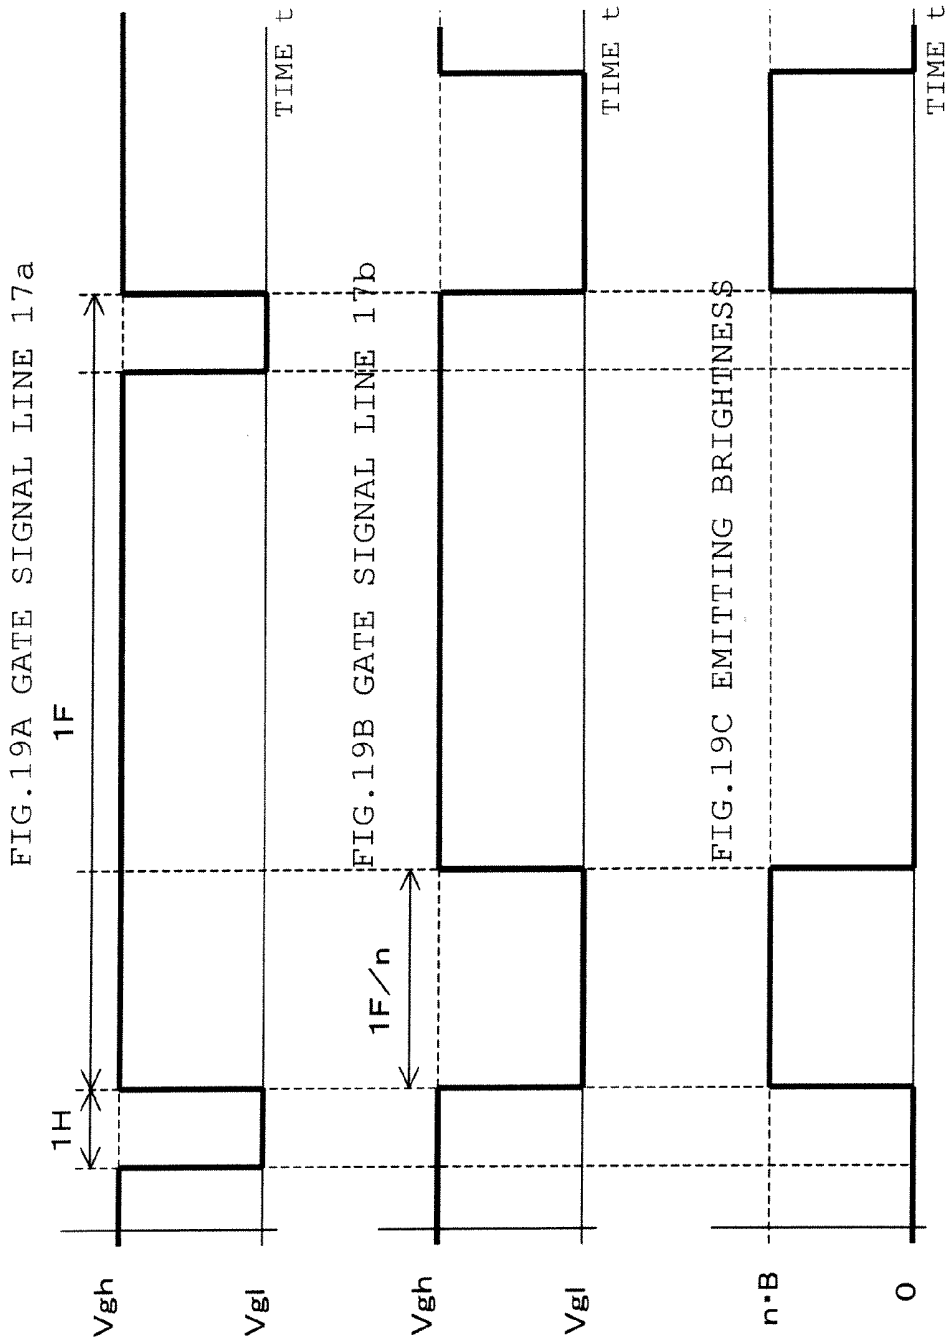 FIG.19A GATE SIGNAL LINE 17a
1H
1F
Vgh
Vgl
TIME t
FIG.19B GATE SIGNAL LINE 17b
1F/n
Vgh
Vgl
TIME t
FIG.19C EMITTING BRIGHTNESS
n·B
0
TIME t